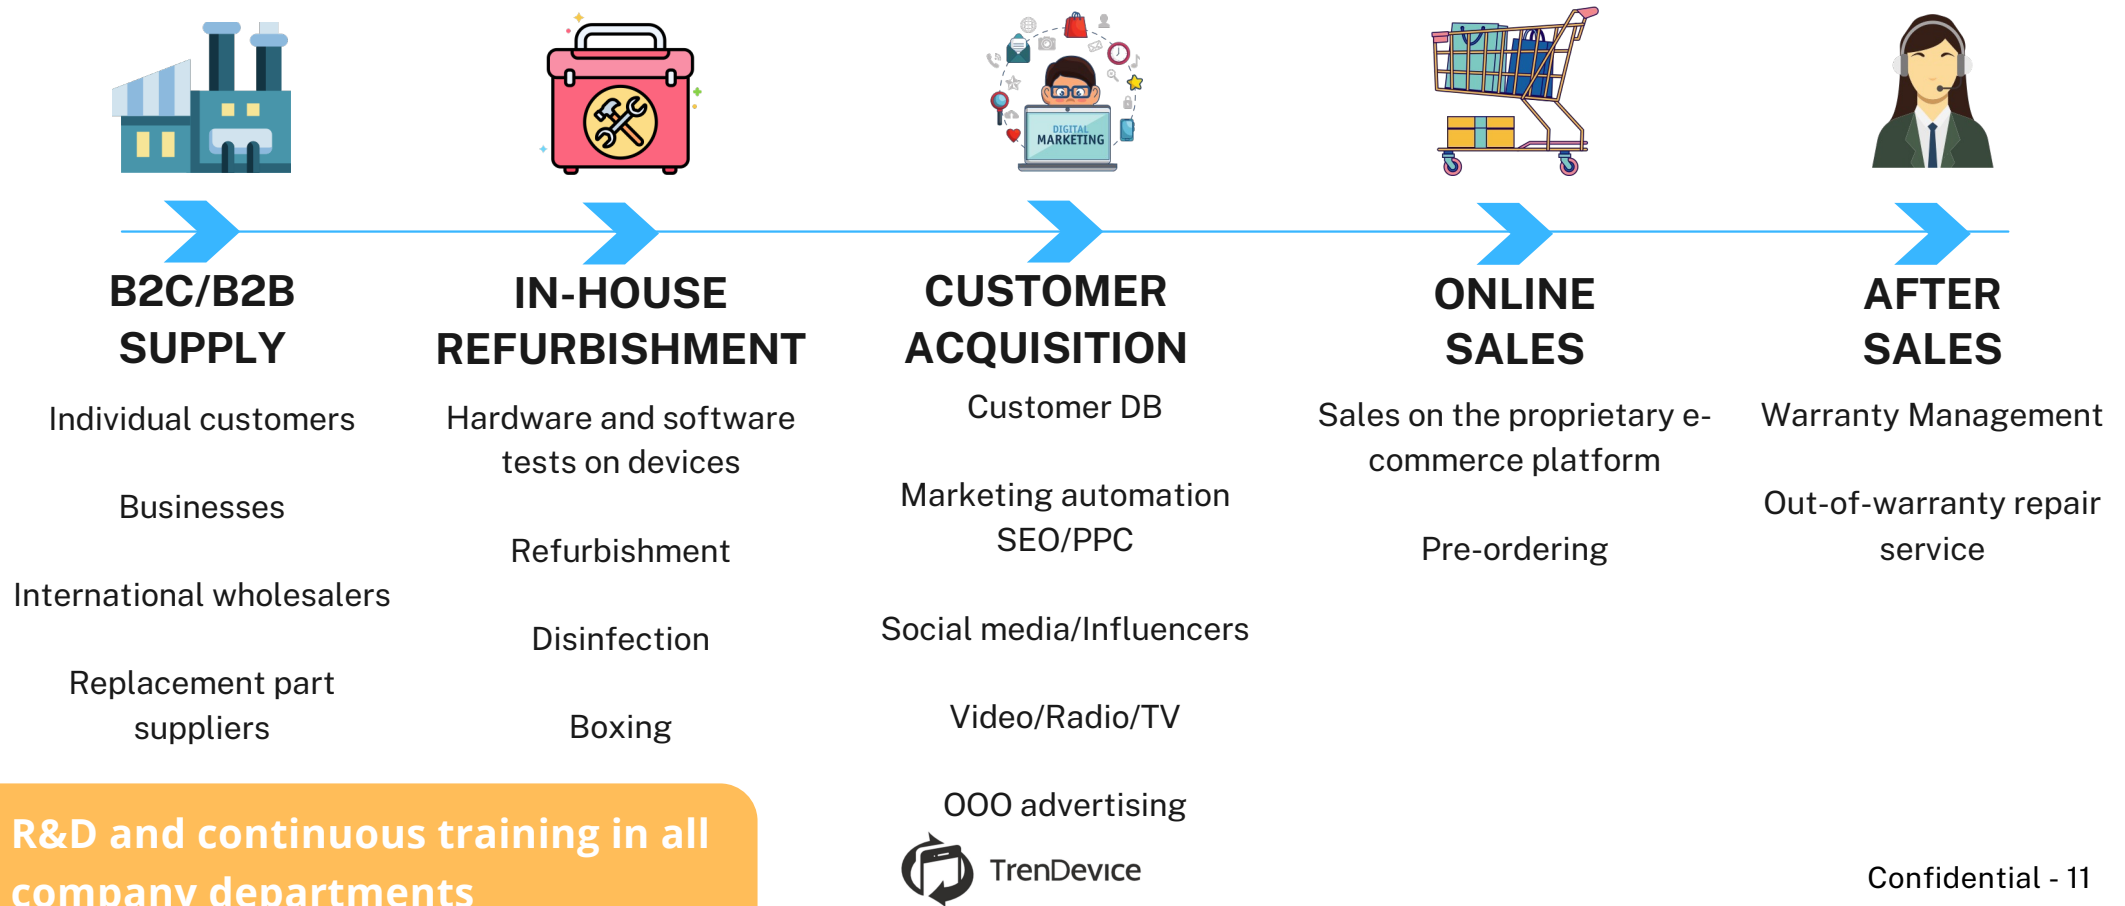 DIGITAL
MARKETING
B2C/B2B
SUPPLY
Individual customers
Businesses
International wholesalers
Replacement part
suppliers
IN-HOUSE
REFURBISHMENT
Hardware and software
tests on devices
Refurbishment
Disinfection
Boxing
CUSTOMER
ACQUISITION
Customer DB
Marketing automation
SEO/PPC
Social media/Influencers
Video/Radio/TV
OOO advertising
ONLINE
SALES
Sales on the proprietary e-
commerce platform
Pre-ordering
AFTER
SALES
Warranty Management
Out-of-warranty repair
service
R&D and continuous training in all
company departments
TrenDevice
Confidential - 11